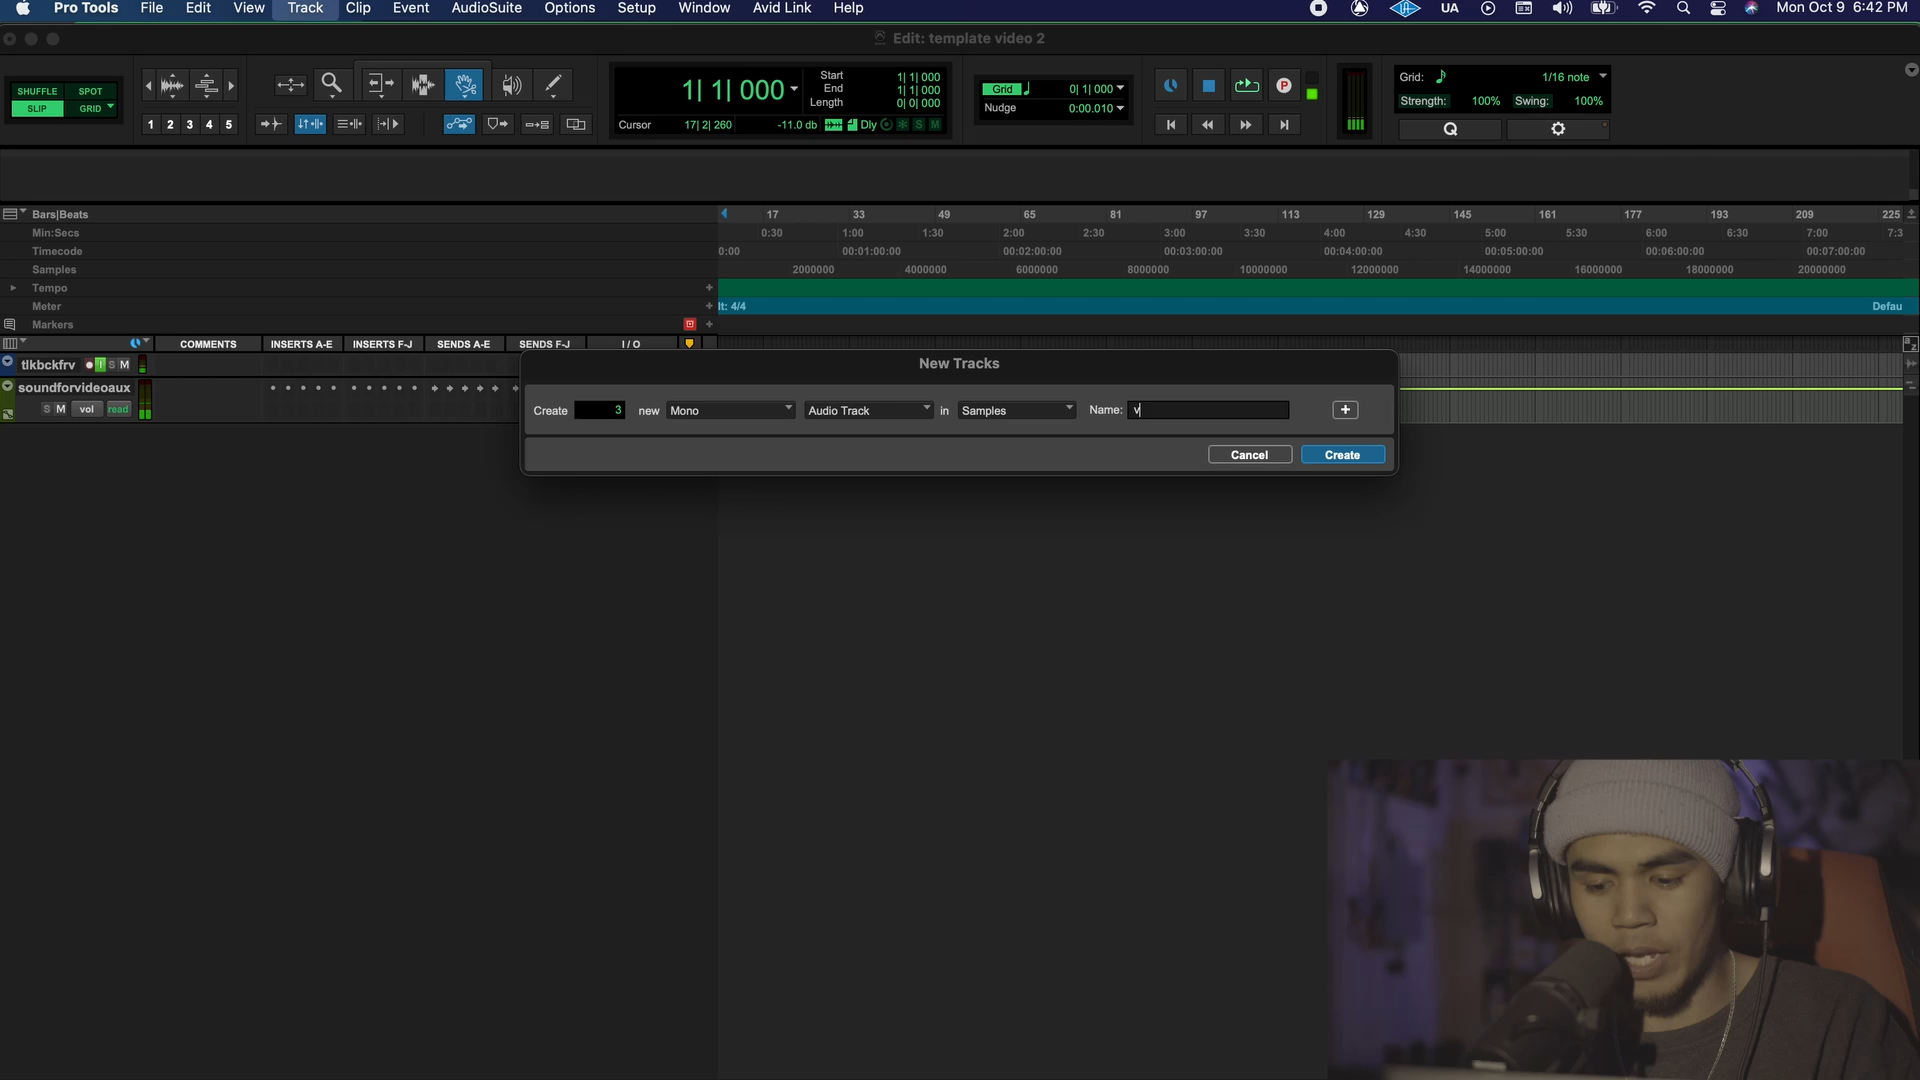 Pro Tools File Edit View Track Clip Event AudioSuite Options Setup Window Avid Link Help UA Mon Oct 9 6:42 PM
Edit: template video 2
SHUFFLE SPOT
SLIP GRID
1 2 3 4 5
1| 1| 000
Start 1| 1| 000
End 1| 1| 000
Length 0| 0| 000
Cursor 17| 2| 260 -11.0 db Dly S M
Grid 0| 1| 000
Nudge 0:00.010
P
Grid: 1/16 note
Strength: 100% Swing: 100%
Q
Bars|Beats 17 33 49 65 81 97 113 129 145 161 177 193 209 225
Min:Secs 0:30 1:00 1:30 2:00 2:30 3:00 3:30 4:00 4:30 5:00 5:30 6:00 6:30 7:00 7:3
Timecode 0:00 00:01:00:00 00:02:00:00 00:03:00:00 00:04:00:00 00:05:00:00 00:06:00:00 00:07:00:00
Samples 2000000 4000000 6000000 8000000 10000000 12000000 14000000 16000000 18000000 20000000
Tempo
Meter lt: 4/4 Defau
Markers
COMMENTS INSERTS A-E INSERTS F-J SENDS A-E SENDS F-J I / O
a z
tlkbckfrv I S M
soundforvideoaux
S M vol read
New Tracks
Create 3 new Mono Audio Track in Samples Name: v +
Cancel Create